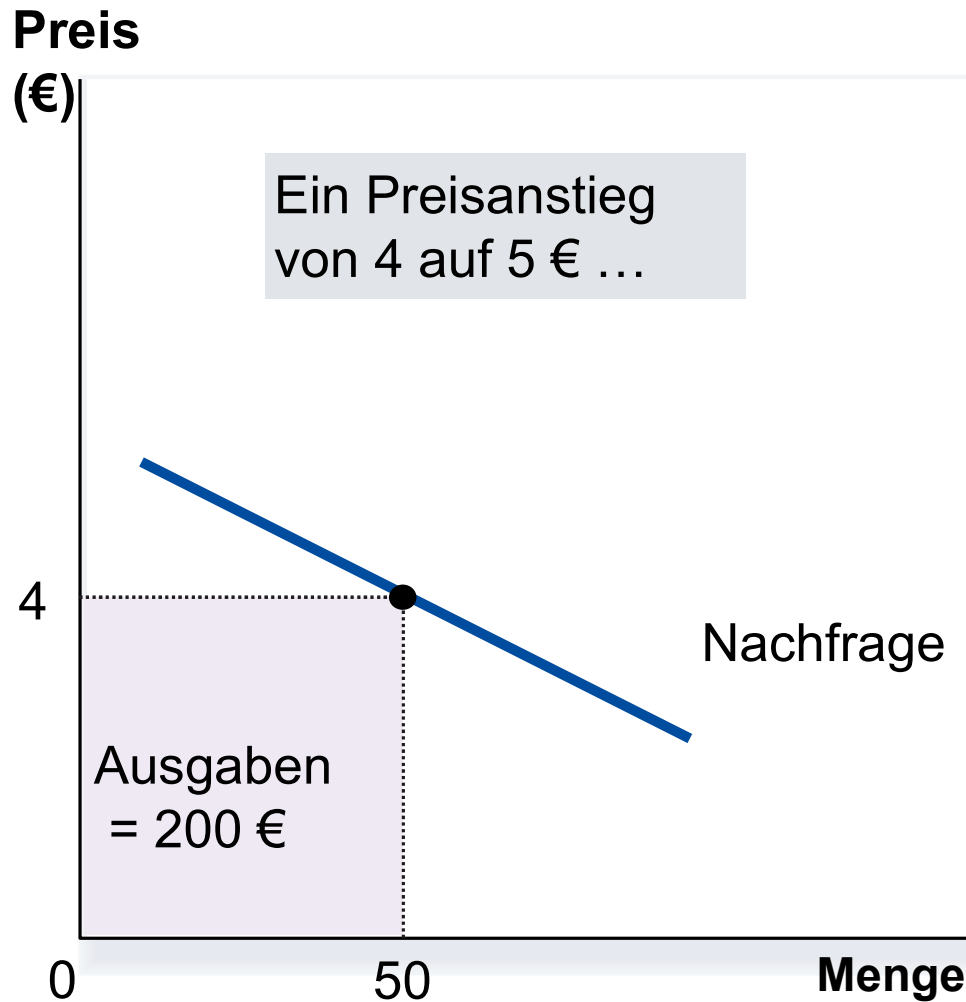 Preis
(€)
Ein Preisanstieg
von 4 auf 5 € …
4
Nachfrage
Ausgaben
= 200 €
0
50
Menge